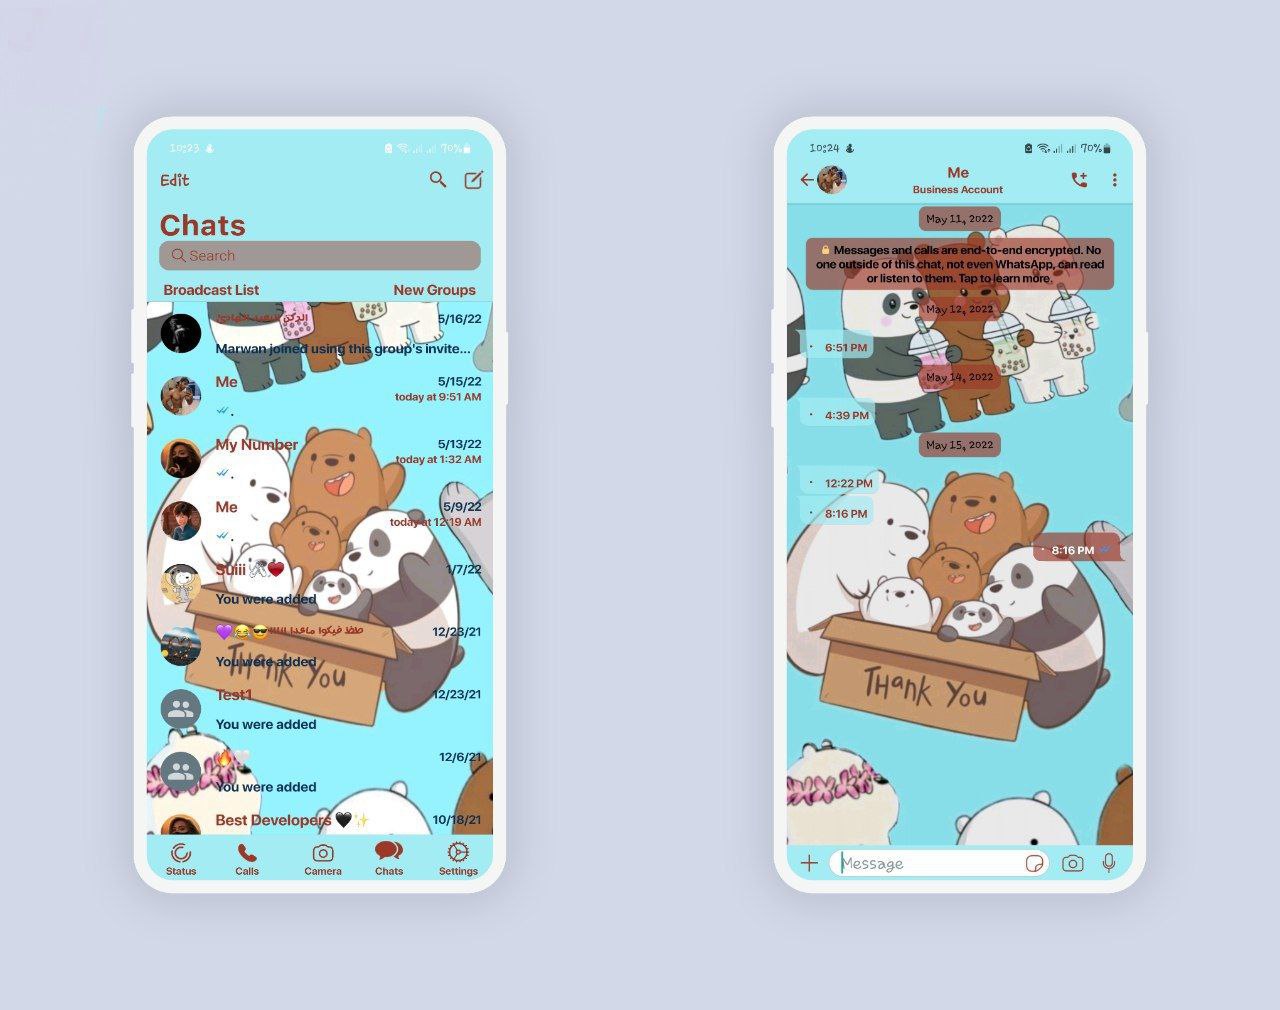 10:23
70%
Edit
Chats
Search
Broadcast List
New Groups
5/16/22
Marwan joined using this group's invite...
Me
5/15/22
today at 9:51 AM
.
My Number
5/13/22
today at 1:32 AM
.
Me
5/9/22
today at 12:19 AM
.
Suiii
1/7/22
You were added
طظ فيكوا ماعدا انا
12/23/21
You were added
THANK YOU
Test1
12/23/21
You were added
12/6/21
You were added
Best Developers
10/18/21
Status
Calls
Camera
Chats
Settings
10:24
70%
Me
Business Account
May 11, 2022
Messages and calls are end-to-end encrypted. No
one outside of this chat, not even WhatsApp, can read
or listen to them. Tap to learn more.
May 12, 2022
6:51 PM
May 14, 2022
4:39 PM
May 15, 2022
12:22 PM
8:16 PM
8:16 PM
THANK YOU
Message